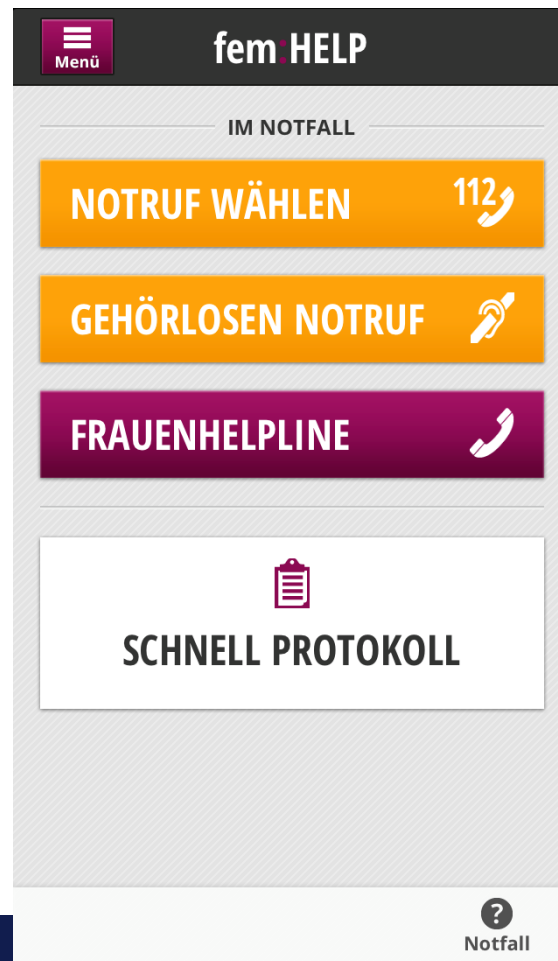 Menü
fem:HELP
IM NOTFALL
NOTRUF WÄHLEN
112
GEHÖRLOSEN NOTRUF
FRAUENHELPLINE
SCHNELL PROTOKOLL
?
Notfall